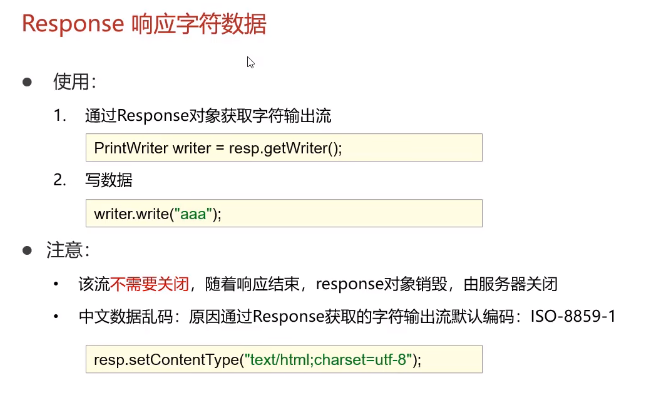 Response 响应字符数据
● 使用：
1. 通过Response对象获取字符输出流
PrintWriter writer = resp.getWriter();
2. 写数据
writer.write("aaa");
● 注意：
• 该流不需要关闭，随着响应结束，response对象销毁，由服务器关闭
• 中文数据乱码：原因通过Response获取的字符输出流默认编码：ISO-8859-1
resp.setContentType("text/html;charset=utf-8");